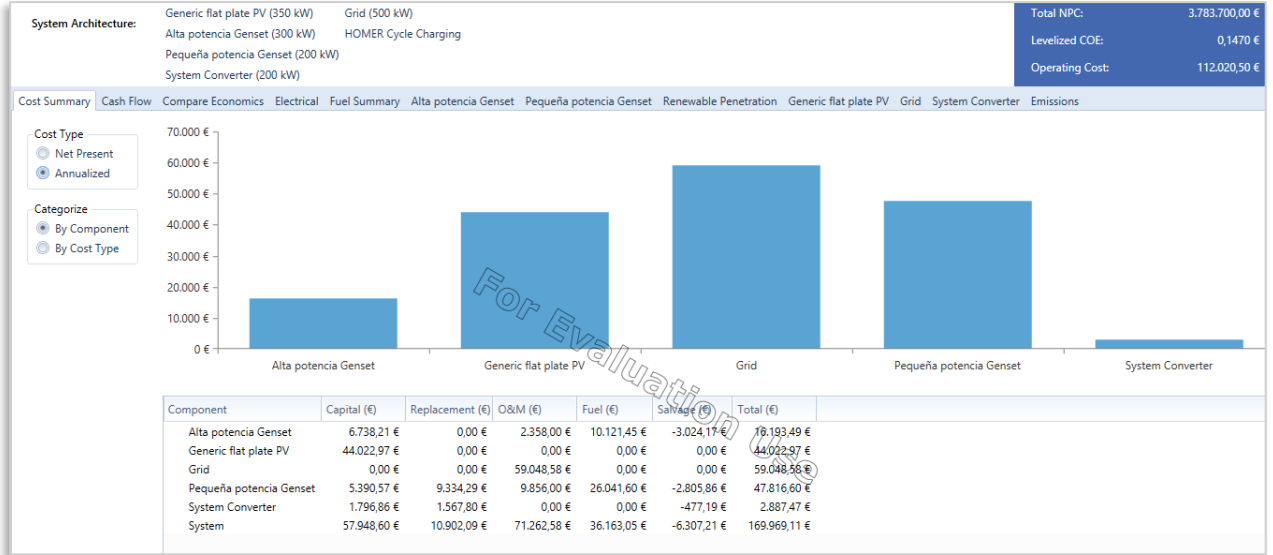 System Architecture:
Generic flat plate PV (350 kW) Grid (500 kW)
Alta potencia Genset (300 kW) HOMER Cycle Charging
Pequeña potencia Genset (200 kW)
System Converter (200 kW)
Total NPC: 3.783.700,00 €
Levelized COE: 0,1470 €
Operating Cost: 112.020,50 €
Cost Summary Cash Flow Compare Economics Electrical Fuel Summary Alta potencia Genset Pequeña potencia Genset Renewable Penetration Generic flat plate PV Grid System Converter Emissions
Cost Type
Net Present
Annualized
Categorize
By Component
By Cost Type
70.000 €
60.000 €
50.000 €
40.000 €
30.000 €
20.000 €
10.000 €
0 €
Alta potencia Genset Generic flat plate PV Grid Pequeña potencia Genset System Converter
For Evaluation Use
Component Capital (€) Replacement (€) O&M (€) Fuel (€) Salvage (€) Total (€)
Alta potencia Genset 6.738,21 € 0,00 € 2.358,00 € 10.121,45 € -3.024,17 € 16.193,49 €
Generic flat plate PV 44.022,97 € 0,00 € 0,00 € 0,00 € 0,00 € 44.022,97 €
Grid 0,00 € 0,00 € 59.048,58 € 0,00 € 0,00 € 59.048,58 €
Pequeña potencia Genset 5.390,57 € 9.334,29 € 9.856,00 € 26.041,60 € -2.805,86 € 47.816,60 €
System Converter 1.796,86 € 1.567,80 € 0,00 € 0,00 € -477,19 € 2.887,47 €
System 57.948,60 € 10.902,09 € 71.262,58 € 36.163,05 € -6.307,21 € 169.969,11 €